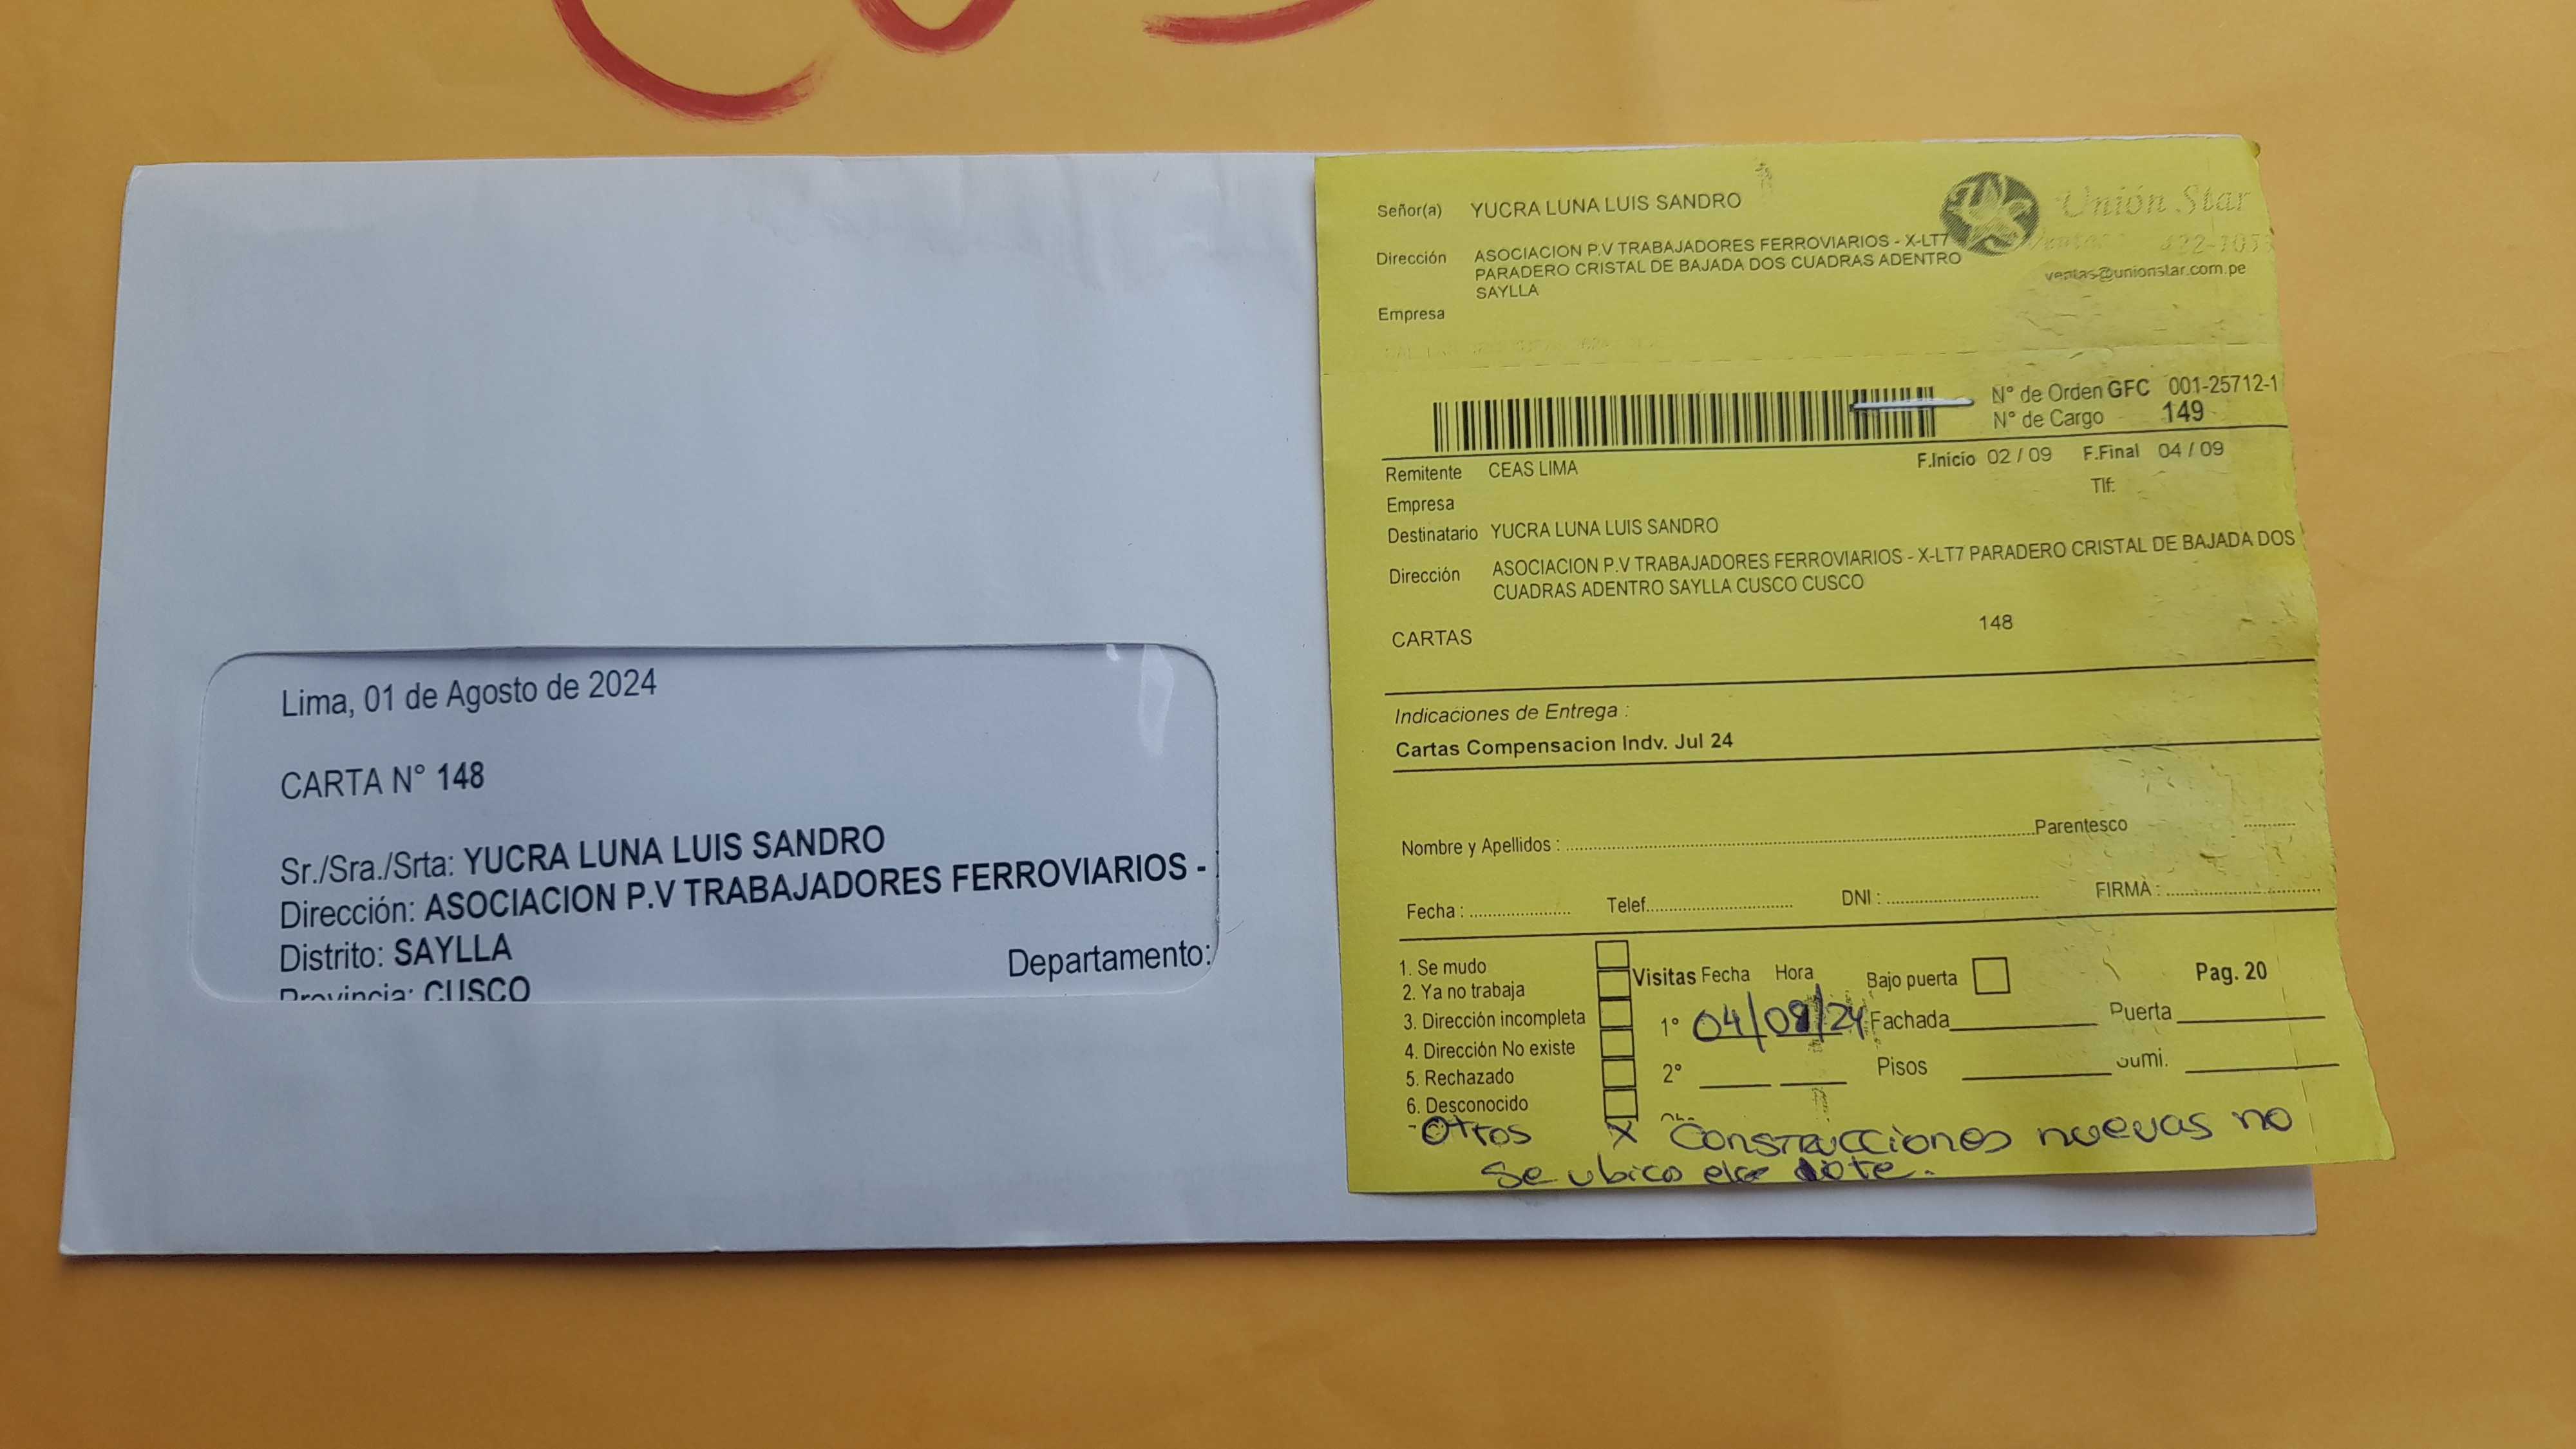 Lima, 01 de Agosto de 2024
CARTA N° 148
Sr./Sra./Srta: YUCRA LUNA LUIS SANDRO
Dirección: ASOCIACION P.V TRABAJADORES FERROVIARIOS -
Distrito: SAYLLA
Departamento:
Provincia: CUSCO
Señor(a) YUCRA LUNA LUIS SANDRO
Unión Star
Dirección ASOCIACION P.V TRABAJADORES FERROVIARIOS - X-LT7
PARADERO CRISTAL DE BAJADA DOS CUADRAS ADENTRO
SAYLLA
ventas@unionstar.com.pe
Empresa
N° de Orden GFC 001-25712-1
N° de Cargo 149
Remitente CEAS LIMA F.Inicio 02 / 09 F.Final 04 / 09
Tlf:
Empresa
Destinatario YUCRA LUNA LUIS SANDRO
Dirección ASOCIACION P.V TRABAJADORES FERROVIARIOS - X-LT7 PARADERO CRISTAL DE BAJADA DOS
CUADRAS ADENTRO SAYLLA CUSCO CUSCO
CARTAS 148
Indicaciones de Entrega :
Cartas Compensacion Indv. Jul 24
Nombre y Apellidos : Parentesco
Fecha : Telef. DNI : FIRMA :
1. Se mudo
2. Ya no trabaja
3. Dirección incompleta
4. Dirección No existe
5. Rechazado
6. Desconocido
Visitas Fecha Hora Bajo puerta Pag. 20
1° 04/09/24 Fachada Puerta
2° Pisos Sumi.
Otros X Construcciones nuevas no
se ubico